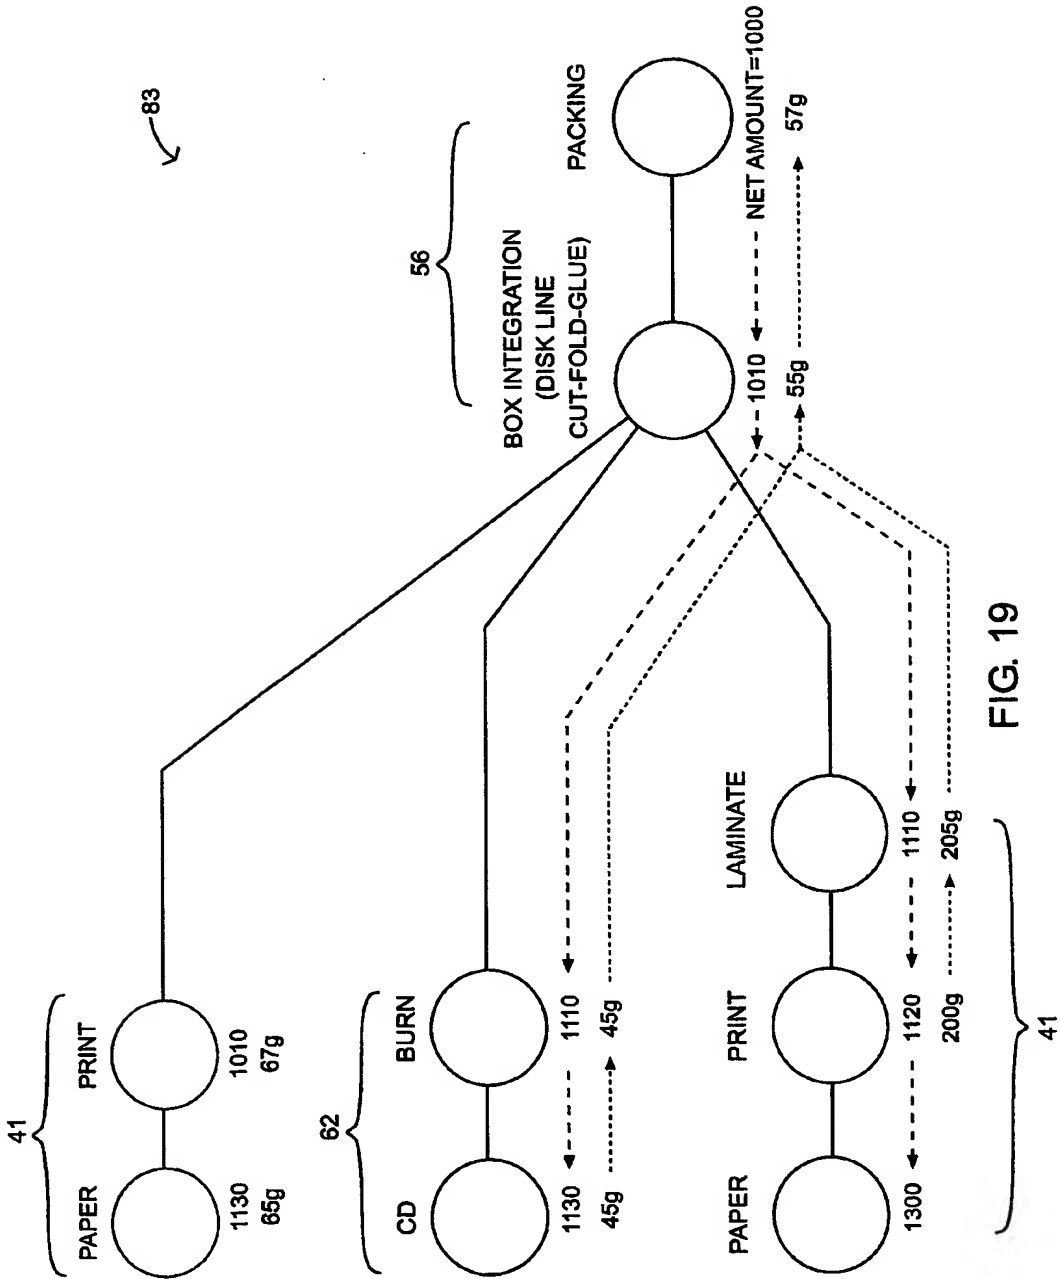 41
PAPER
PRINT
83
1130
65g
1010
67g
62
CD
BURN
56
BOX INTEGRATION
(DISK LINE
CUT-FOLD-GLUE)
PACKING
1130
1110
45g
45g
PAPER
PRINT
LAMINATE
1010
NET AMOUNT=1000
55g
57g
1300
1120
1110
200g
205g
41
FIG. 19